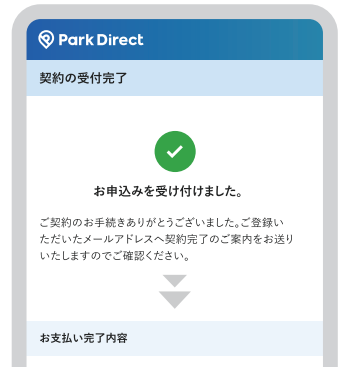 Park Direct
契約の受付完了
お申込みを受け付けました。
ご契約のお手続きありがとうございました。ご登録い
ただいたメールアドレスへ契約完了のご案内をお送り
いたしますのでご確認ください。
お支払い完了内容